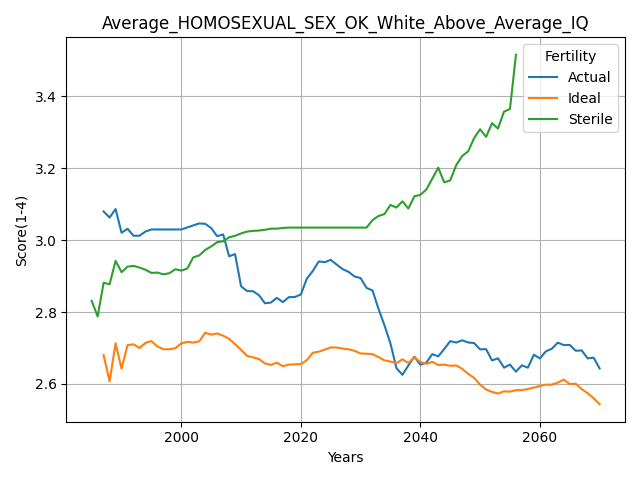 Average_HOMOSEXUAL_SEX_OK_White_Above_Average_IQ
Fertility
Actual
Ideal
Sterile
Score(1-4)
3.4
3.2
3.0
2.8
2.6
2000
2020
2040
2060
Years